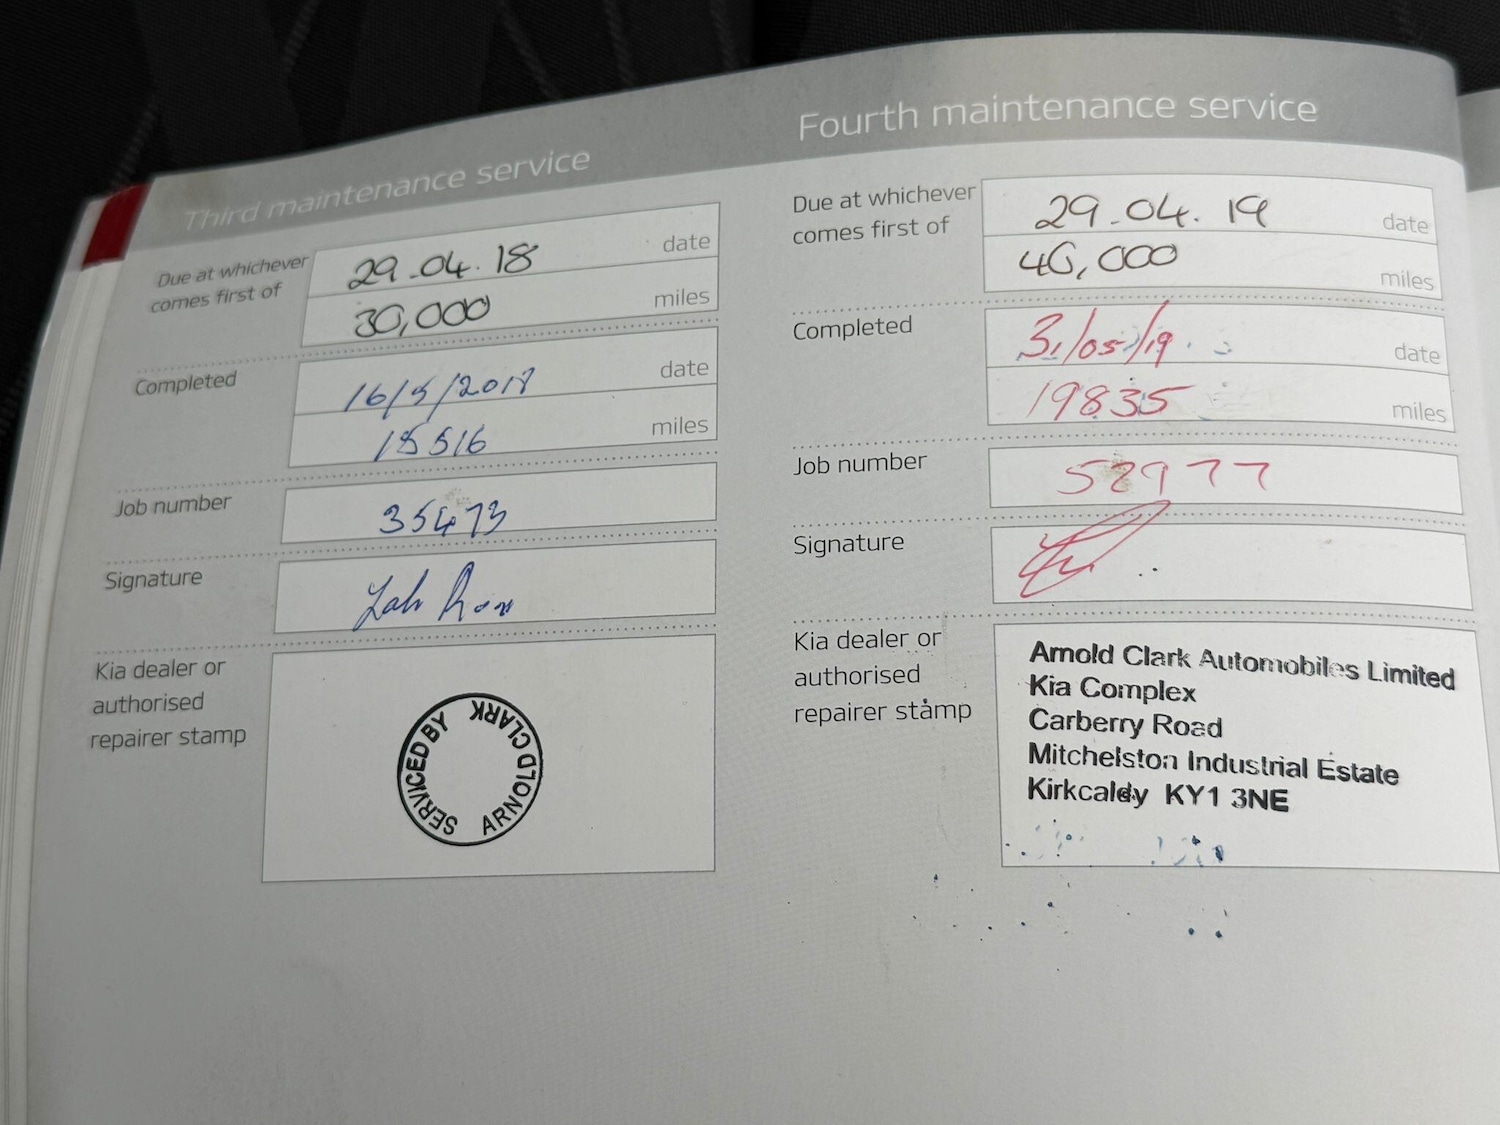 Third maintenance service
Due at whichever
comes first of
29.04.18 date
30,000 miles
Completed
16/5/2018 date
15516 miles
Job number
35473
Signature
Kia dealer or
authorised
repairer stamp
SERVICED BY ARNOLD CLARK
Fourth maintenance service
Due at whichever
comes first of
29.04.19 date
40,000 miles
Completed
31/05/19 date
19835 miles
Job number
52977
Signature
Kia dealer or
authorised
repairer stamp
Arnold Clark Automobiles Limited
Kia Complex
Carberry Road
Mitchelston Industrial Estate
Kirkcaldy KY1 3NE